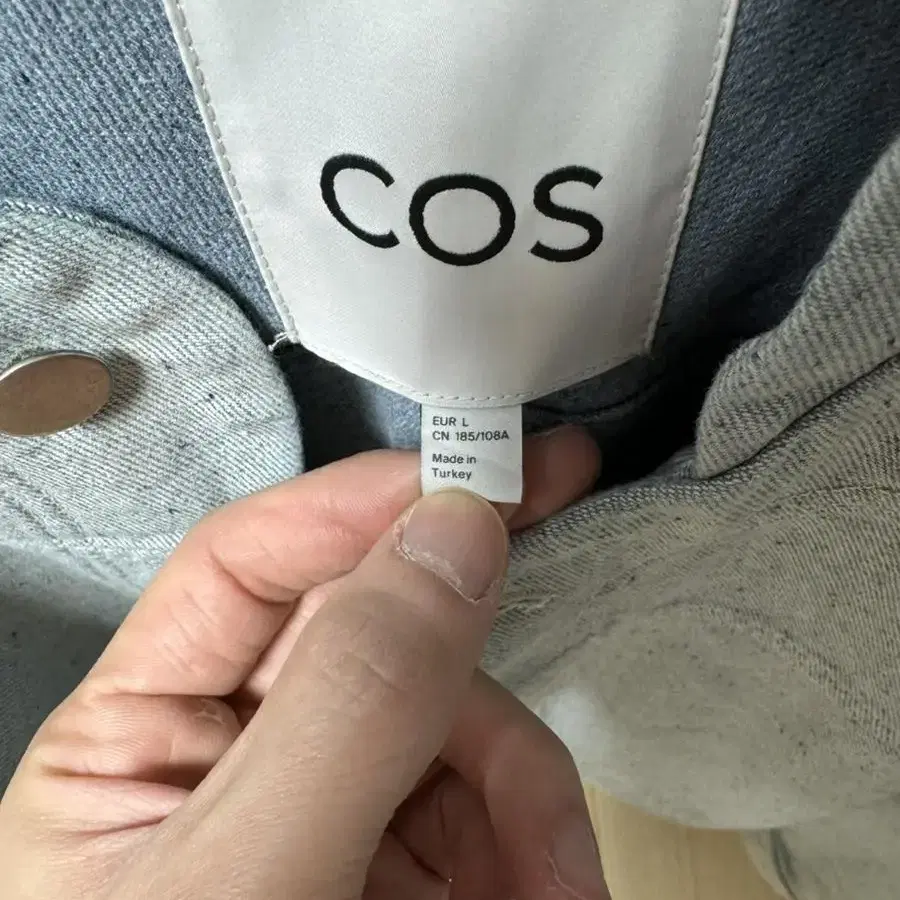 COS
EUR L
CN 185/108A
Made in
Turkey